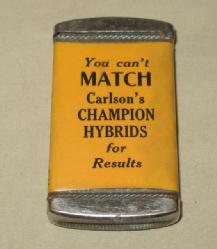 You can't
MATCH
Carlson's
CHAMPION
HYBRIDS
for
Results